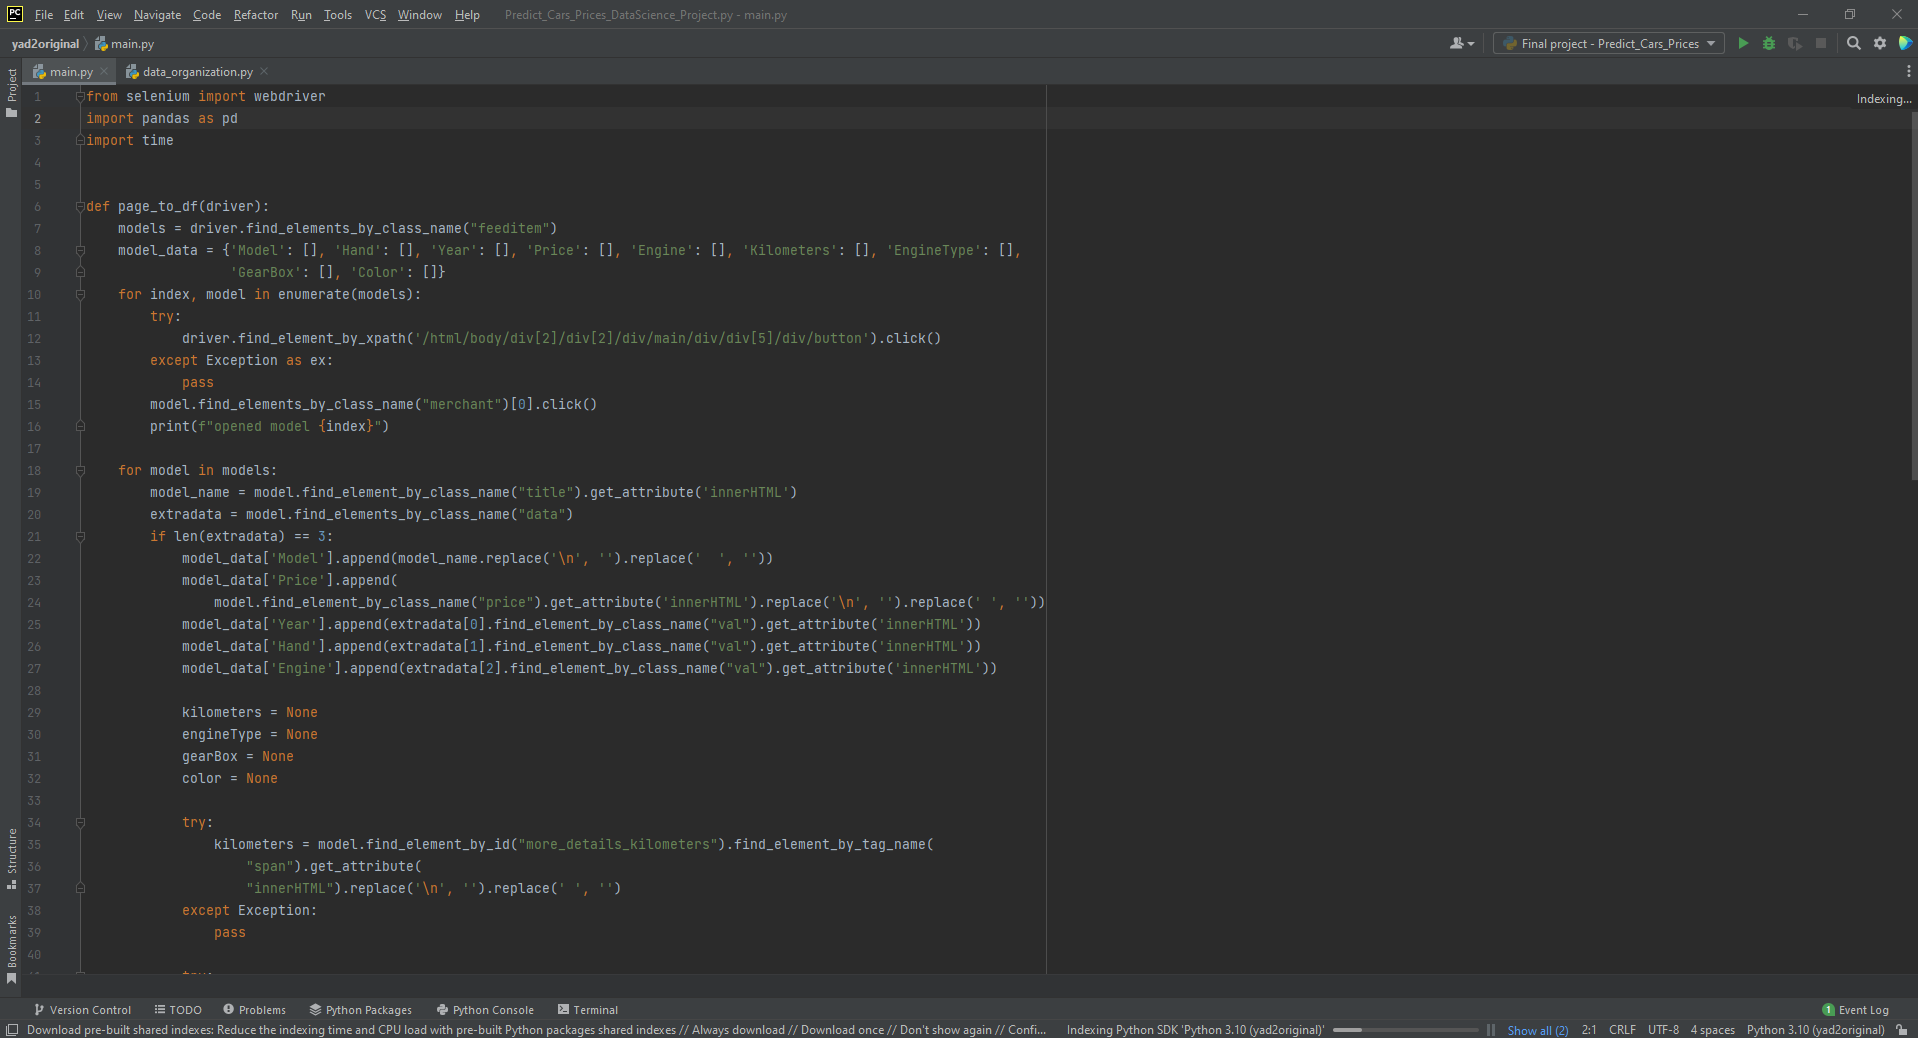 PC File Edit View Navigate Code Refactor Run Tools VCS Window Help Predict_Cars_Prices_DataScience_Project.py - main.py
yad2original main.py Final project - Predict_Cars_Prices
main.py data_organization.py
Project
Indexing...
1 from selenium import webdriver
2 import pandas as pd
3 import time
4
5
6 def page_to_df(driver):
7     models = driver.find_elements_by_class_name("feeditem")
8     model_data = {'Model': [], 'Hand': [], 'Year': [], 'Price': [], 'Engine': [], 'Kilometers': [], 'EngineType': [],
9                   'GearBox': [], 'Color': []}
10     for index, model in enumerate(models):
11         try:
12             driver.find_element_by_xpath('/html/body/div[2]/div[2]/div/main/div/div[5]/div/button').click()
13         except Exception as ex:
14             pass
15         model.find_elements_by_class_name("merchant")[0].click()
16         print(f"opened model {index}")
17
18     for model in models:
19         model_name = model.find_element_by_class_name("title").get_attribute('innerHTML')
20         extradata = model.find_elements_by_class_name("data")
21         if len(extradata) == 3:
22             model_data['Model'].append(model_name.replace('\n', '').replace('  ', ''))
23             model_data['Price'].append(
24                 model.find_element_by_class_name("price").get_attribute('innerHTML').replace('\n', '').replace(' ', ''))
25             model_data['Year'].append(extradata[0].find_element_by_class_name("val").get_attribute('innerHTML'))
26             model_data['Hand'].append(extradata[1].find_element_by_class_name("val").get_attribute('innerHTML'))
27             model_data['Engine'].append(extradata[2].find_element_by_class_name("val").get_attribute('innerHTML'))
28
29             kilometers = None
30             engineType = None
31             gearBox = None
32             color = None
33
34             try:
35                 kilometers = model.find_element_by_id("more_details_kilometers").find_element_by_tag_name(
36                     "span").get_attribute(
37                     "innerHTML").replace('\n', '').replace(' ', '')
38             except Exception:
39                 pass
40
Structure
Bookmarks
Version Control TODO Problems Python Packages Python Console Terminal 1 Event Log
Download pre-built shared indexes: Reduce the indexing time and CPU load with pre-built Python packages shared indexes // Always download // Download once // Don't show again // Confi... Indexing Python SDK 'Python 3.10 (yad2original)' Show all (2) 2:1 CRLF UTF-8 4 spaces Python 3.10 (yad2original)